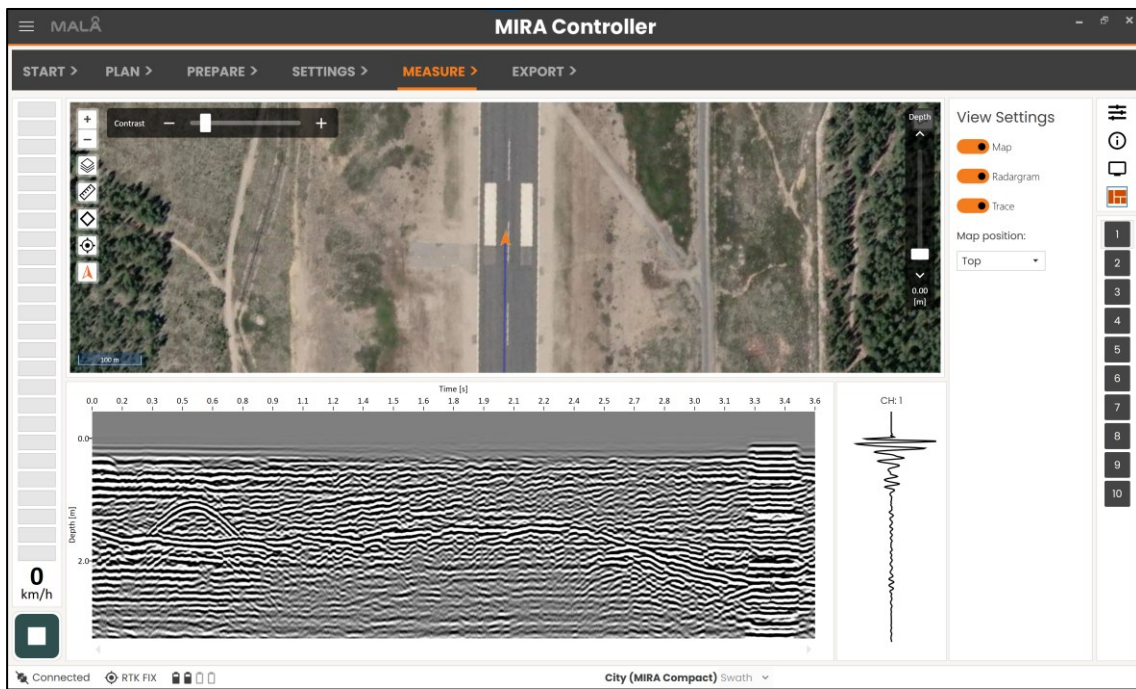 MALÅ
MIRA Controller
START > PLAN > PREPARE > SETTINGS > MEASURE > EXPORT >
Contrast
Depth
0.00
[m]
100 m
View Settings
Map
Radargram
Trace
Map position:
Top
1
2
3
4
5
6
7
8
9
10
Time [s]
0.0 0.2 0.3 0.5 0.6 0.8 0.9 1.1 1.2 1.4 1.5 1.6 1.8 1.9 2.1 2.2 2.4 2.5 2.7 2.8 3.0 3.1 3.3 3.4 3.6
Depth [m]
0.0
2.0
CH: 1
0
km/h
Connected RTK FIX City (MIRA Compact) Swath